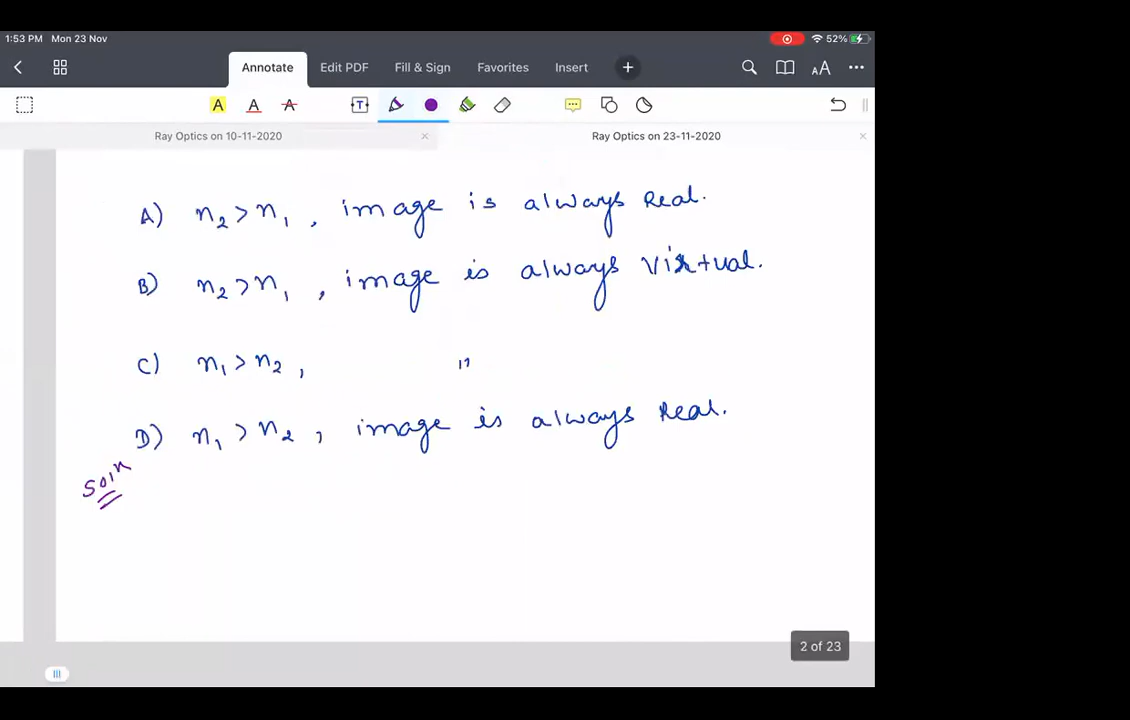 1:53 PM Mon 23 Nov
52%
Annotate Edit PDF Fill & Sign Favorites Insert
AA
A A A T
Ray Optics on 10-11-2020
Ray Optics on 23-11-2020
A) n₂ > n₁ , image is always Real.
B) n₂ > n₁ , image is always Virtual.
C) n₁ > n₂ , "
D) n₁ > n₂ , image is always Real.
Solⁿ
2 of 23